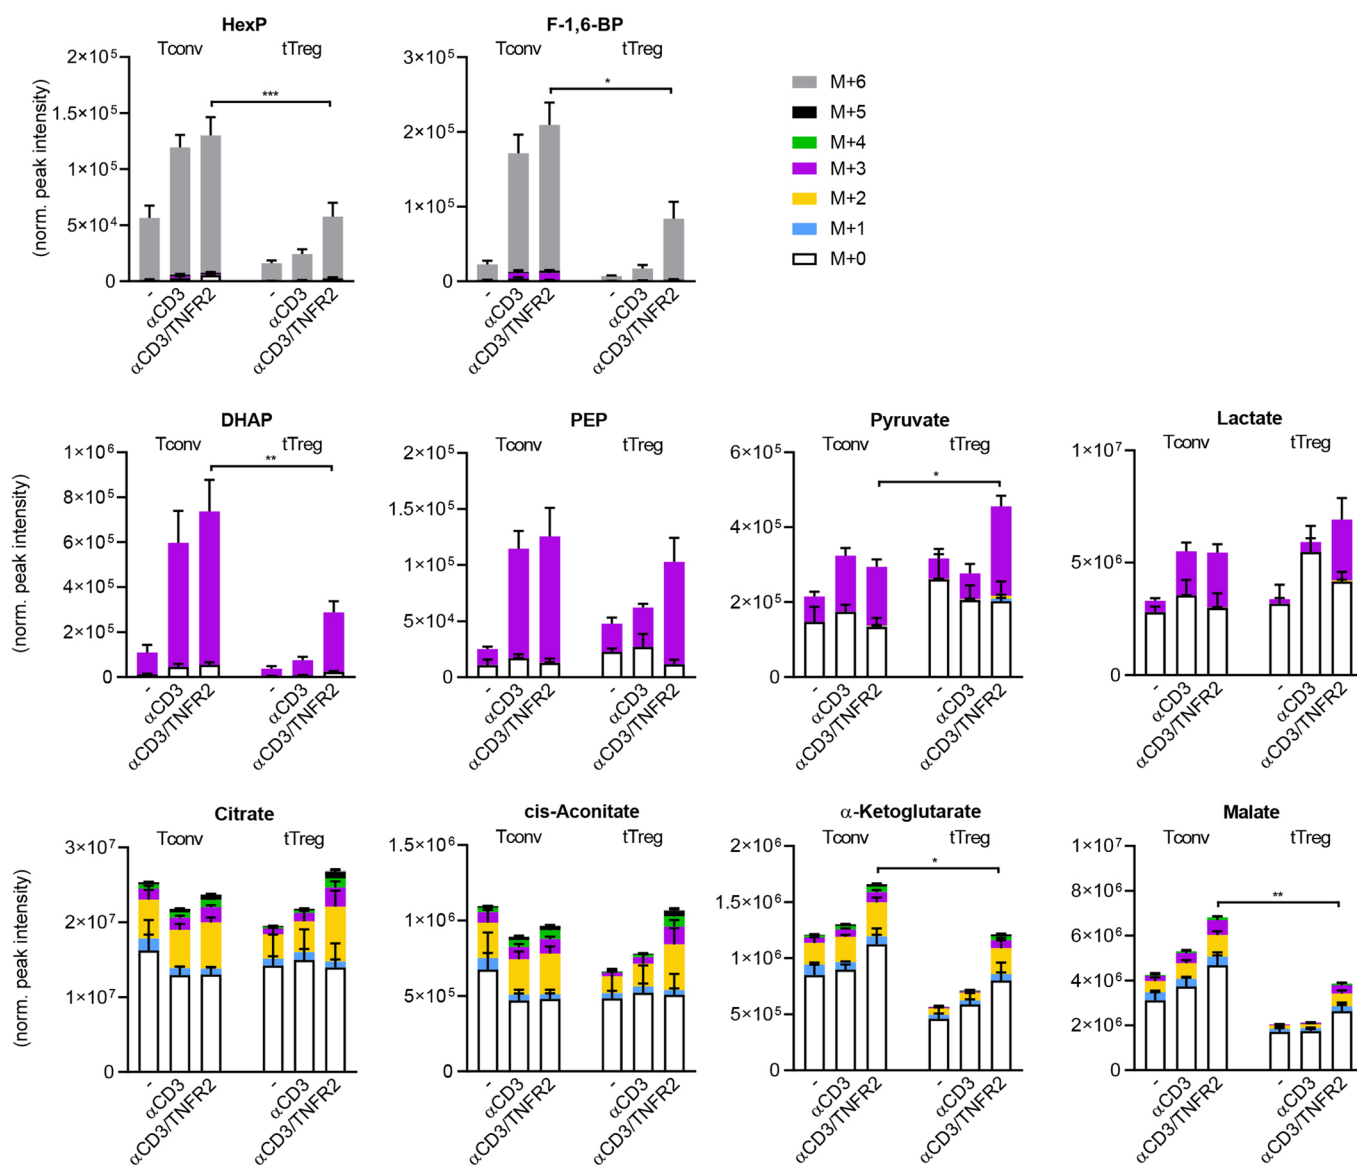 HexP
Tconv tTreg
(norm. peak intensity)
2×10⁵
1.5×10⁵
1×10⁵
5×10⁴
0
***
-
αCD3
αCD3/TNFR2
-
αCD3
αCD3/TNFR2
F-1,6-BP
Tconv tTreg
3×10⁵
2×10⁵
1×10⁵
0
*
-
αCD3
αCD3/TNFR2
-
αCD3
αCD3/TNFR2
M+6
M+5
M+4
M+3
M+2
M+1
M+0
DHAP
Tconv tTreg
(norm. peak intensity)
1×10⁶
8×10⁵
6×10⁵
4×10⁵
2×10⁵
0
**
-
αCD3
αCD3/TNFR2
-
αCD3
αCD3/TNFR2
PEP
Tconv tTreg
2×10⁵
1.5×10⁵
1×10⁵
5×10⁴
0
-
αCD3
αCD3/TNFR2
-
αCD3
αCD3/TNFR2
Pyruvate
Tconv tTreg
6×10⁵
4×10⁵
2×10⁵
0
*
-
αCD3
αCD3/TNFR2
-
αCD3
αCD3/TNFR2
Lactate
Tconv tTreg
1×10⁷
5×10⁶
0
-
αCD3
αCD3/TNFR2
-
αCD3
αCD3/TNFR2
Citrate
Tconv tTreg
(norm. peak intensity)
3×10⁷
2×10⁷
1×10⁷
0
-
αCD3
αCD3/TNFR2
-
αCD3
αCD3/TNFR2
cis-Aconitate
Tconv tTreg
1.5×10⁶
1×10⁶
5×10⁵
0
-
αCD3
αCD3/TNFR2
-
αCD3
αCD3/TNFR2
α-Ketoglutarate
Tconv tTreg
2×10⁶
1.5×10⁶
1×10⁶
5×10⁵
0
*
-
αCD3
αCD3/TNFR2
-
αCD3
αCD3/TNFR2
Malate
Tconv tTreg
1×10⁷
8×10⁶
6×10⁶
4×10⁶
2×10⁶
0
**
-
αCD3
αCD3/TNFR2
-
αCD3
αCD3/TNFR2